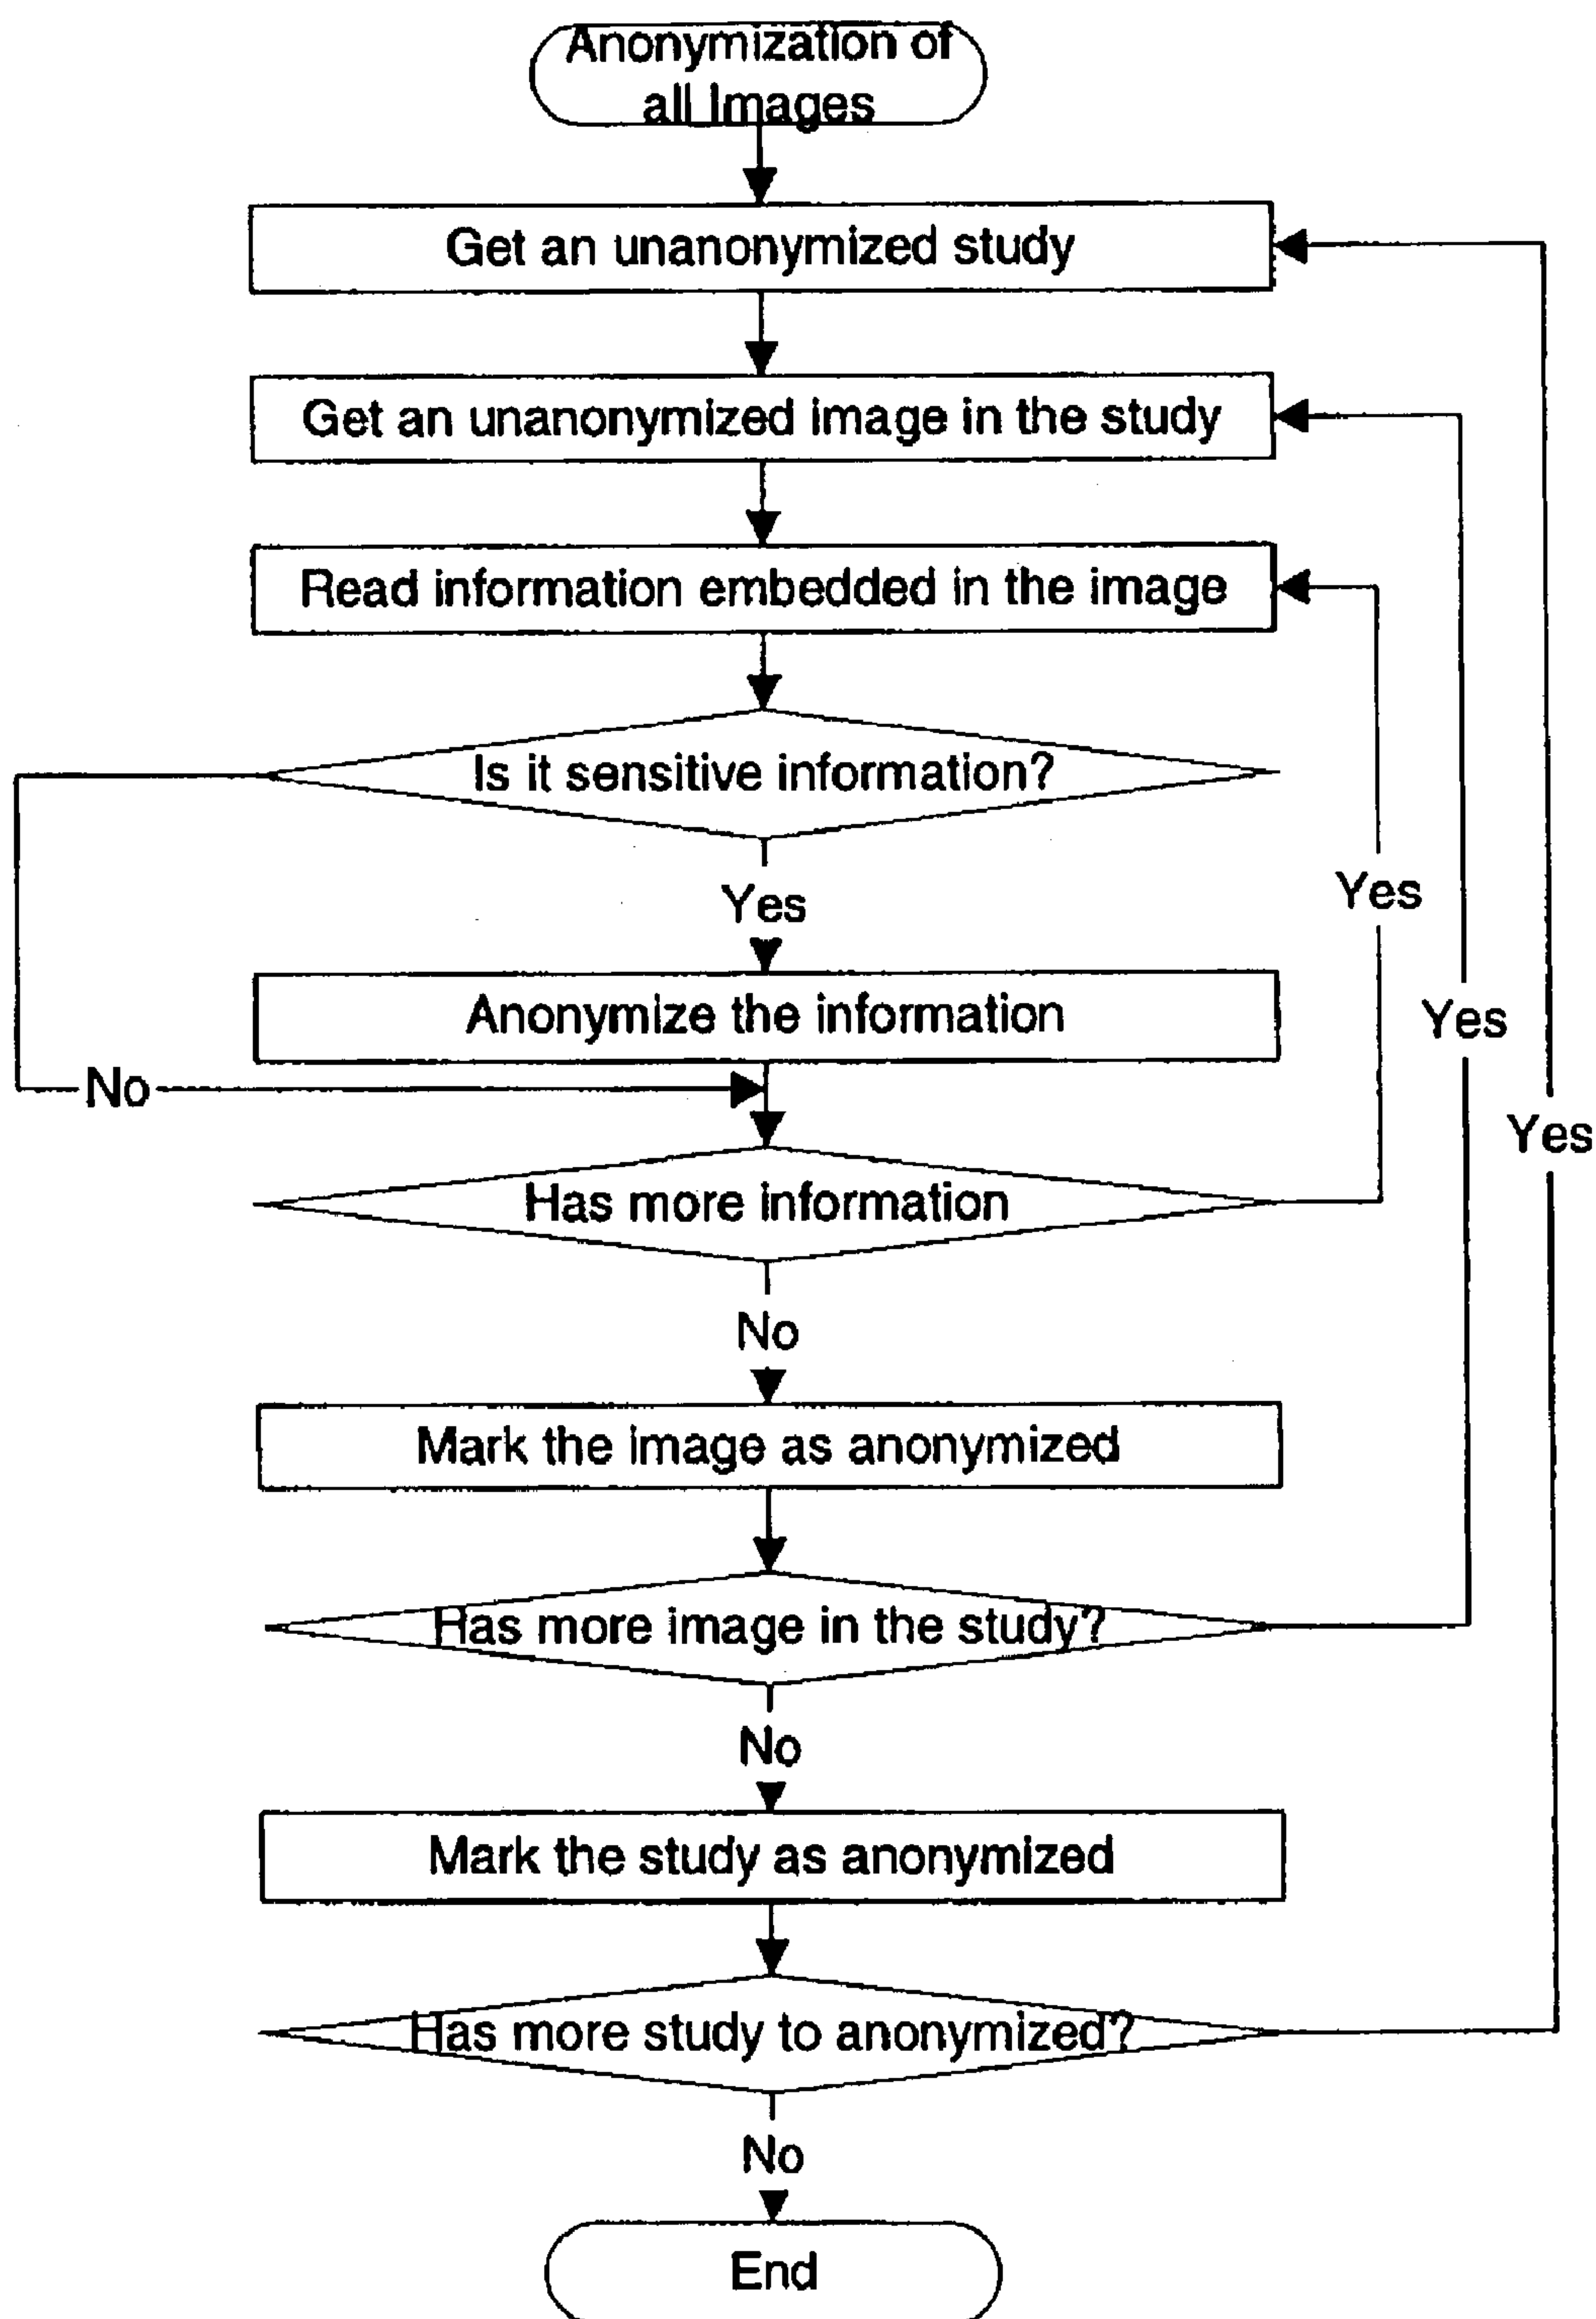 Anonymization of
all Images
Get an unanonymized study
Get an unanonymized image in the study
Read information embedded in the image
Is it sensitive information?
Yes
Yes
Anonymize the information
Yes
No
Yes
Has more information
No
Mark the image as anonymized
Has more image in the study?
No
Mark the study as anonymized
Has more study to anonymized?
No
End